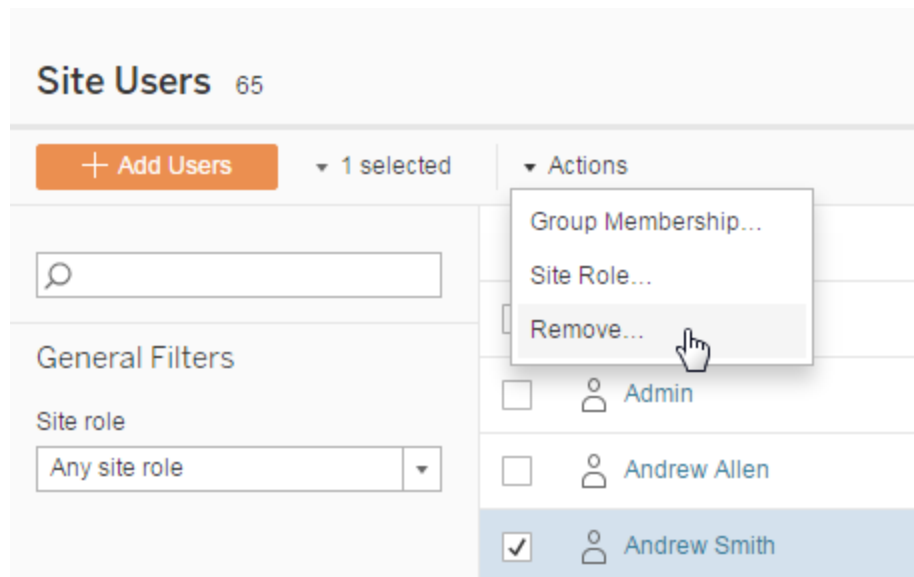 Site Users 65
+ Add Users
1 selected
Actions
Group Membership...
Site Role...
Remove...
General Filters
Site role
Any site role
Admin
Andrew Allen
Andrew Smith